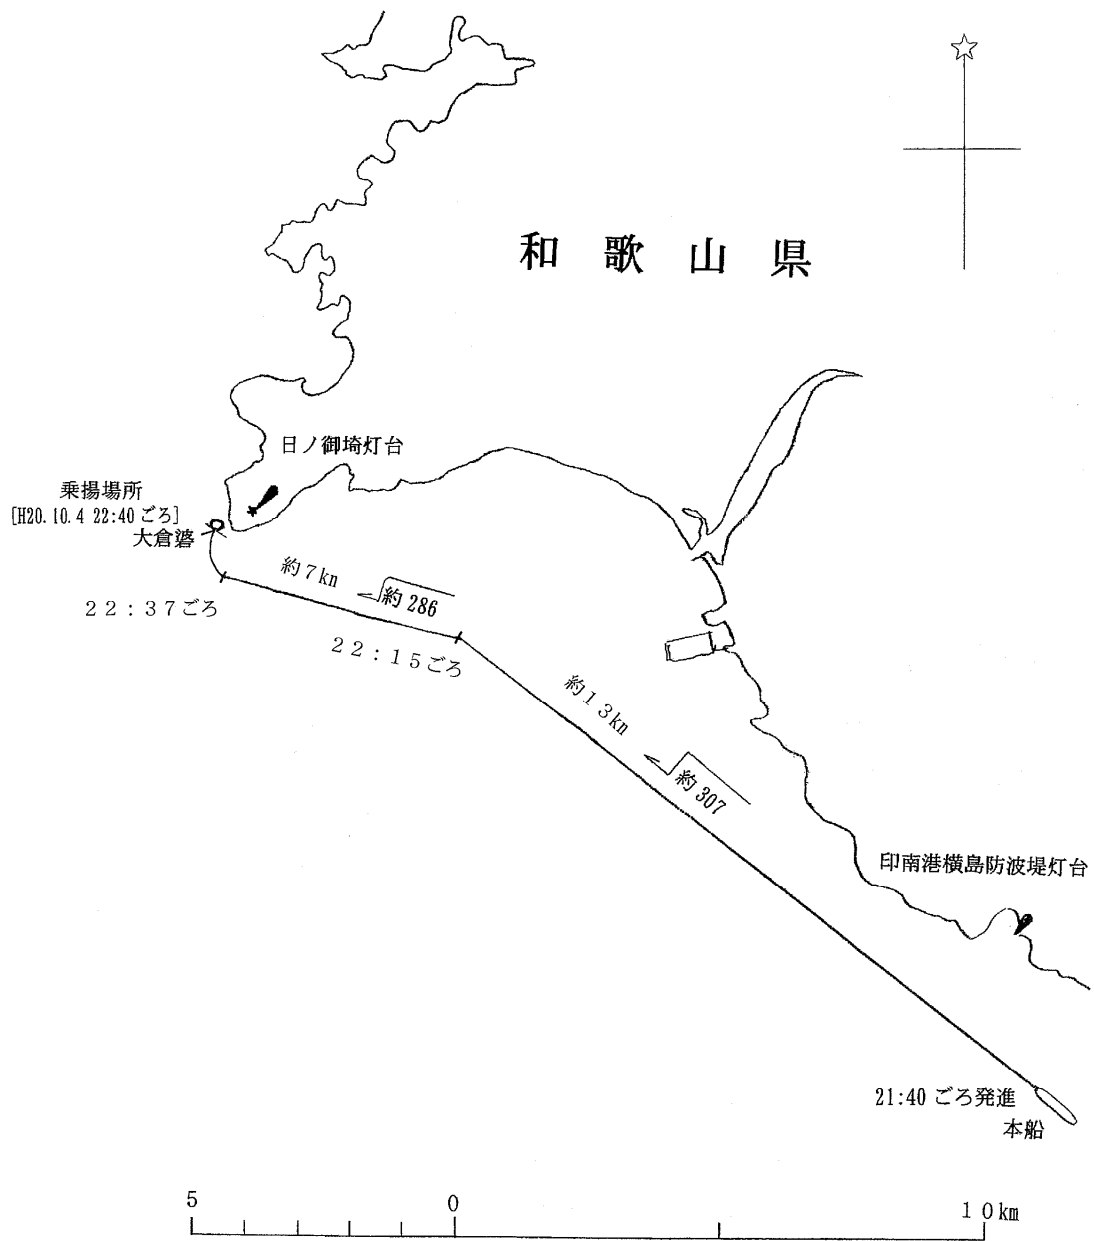 和歌山県
日ノ御埼灯台
乗揚場所
[H20.10.4 22:40ごろ]
大倉礁
約7kn
約286
22:37ごろ
22:15ごろ
約13kn
約307
印南港横島防波堤灯台
21:40ごろ発進
本船
5 0 10km